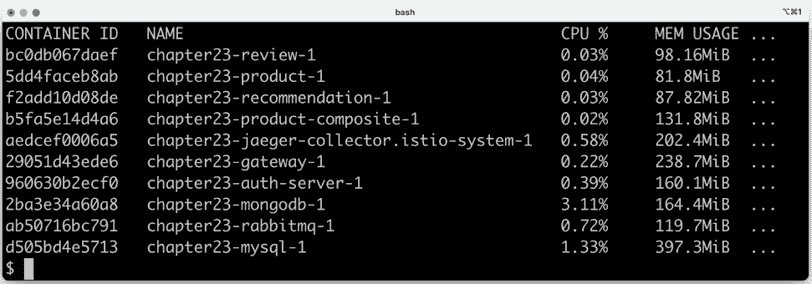 bash
⌥⌘1
CONTAINER ID NAME CPU % MEM USAGE ...
bc0db067daef chapter23-review-1 0.03% 98.16MiB ...
5dd4faceb8ab chapter23-product-1 0.04% 81.8MiB ...
f2add10d08de chapter23-recommendation-1 0.03% 87.82MiB ...
b5fa5e14d4a6 chapter23-product-composite-1 0.02% 131.8MiB ...
aedcef0006a5 chapter23-jaeger-collector.istio-system-1 0.58% 202.4MiB ...
29051d43ede6 chapter23-gateway-1 0.22% 238.7MiB ...
960630b2ecf0 chapter23-auth-server-1 0.39% 160.1MiB ...
2ba3e34a60a8 chapter23-mongodb-1 3.11% 164.4MiB ...
ab50716bc791 chapter23-rabbitmq-1 0.72% 119.7MiB ...
d505bd4e5713 chapter23-mysql-1 1.33% 397.3MiB ...
$